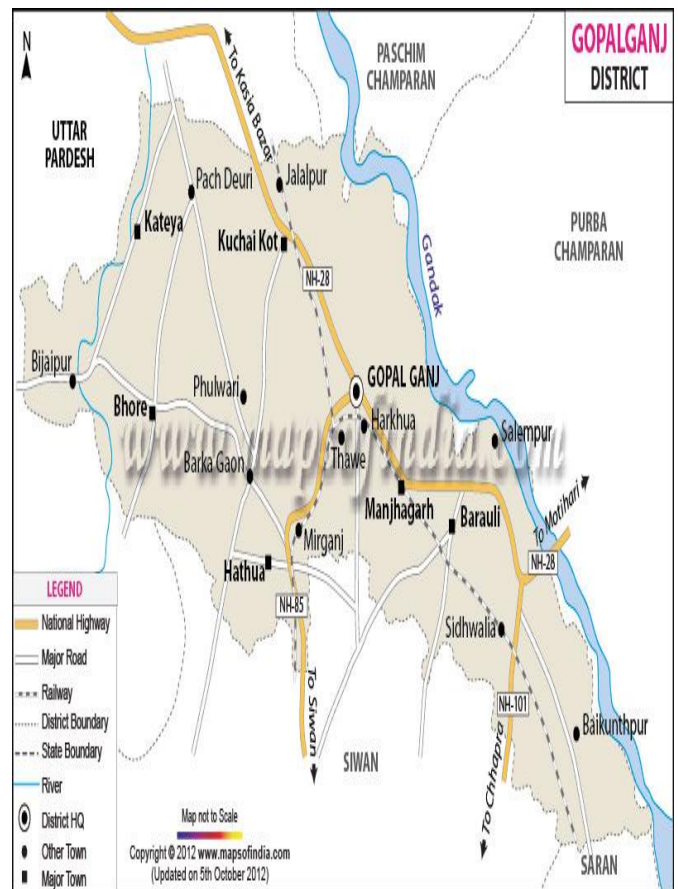 GOPALGANJ
DISTRICT
N
To Kasia Bazar
PASCHIM
CHAMPARAN
UTTAR
PARDESH
Pach Deuri
Jalalpur
Kateya
Kuchai Kot
PURBA
CHAMPARAN
Gandak
NH-28
Bijaipur
Phulwari
GOPAL GANJ
Bhore
Harkhua
Salempur
www.mapsofindia.com
Thawe
Barka Gaon
Manjhagarh
Barauli
To Motihari
Mirganj
Hathua
NH-28
NH-85
Sidhwalia
To Siwan
NH-101
Baikunthpur
SIWAN
To Chhapra
SARAN
LEGEND
National Highway
Major Road
Railway
District Boundary
State Boundary
River
District HQ
Other Town
Major Town
Map not to Scale
Copyright © 2012 www.mapsofindia.com
(Updated on 5th October 2012)